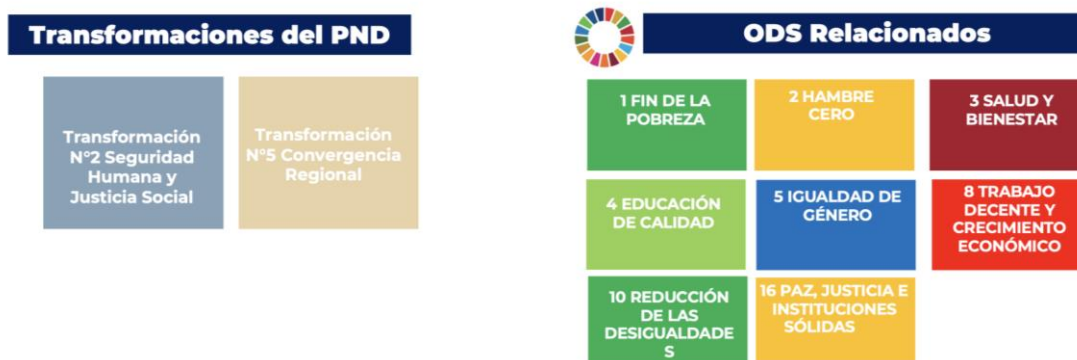 Transformaciones del PND
Transformación
N°2 Seguridad
Humana y
Justicia Social
Transformación
N°5 Convergencia
Regional
ODS Relacionados
1 FIN DE LA
POBREZA
2 HAMBRE
CERO
3 SALUD Y
BIENESTAR
4 EDUCACIÓN
DE CALIDAD
5 IGUALDAD DE
GÉNERO
8 TRABAJO
DECENTE Y
CRECIMIENTO
ECONÓMICO
10 REDUCCIÓN
DE LAS
DESIGUALDADE
S
16 PAZ, JUSTICIA E
INSTITUCIONES
SÓLIDAS